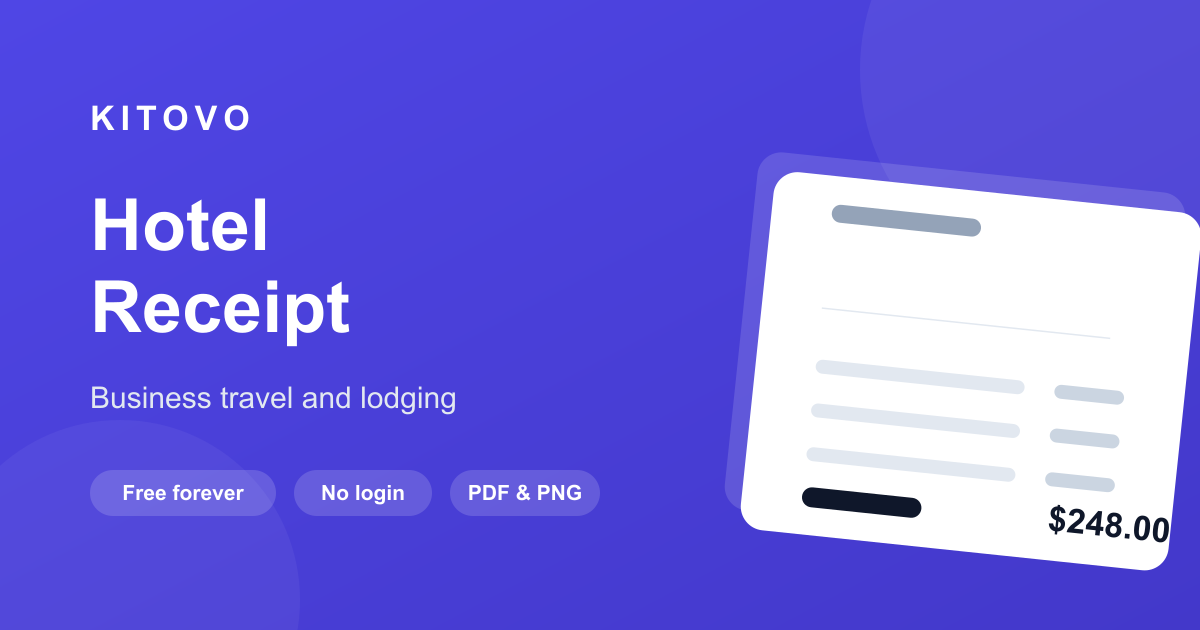 KITOVO
Hotel
Receipt
Business travel and lodging
Free forever
No login
PDF & PNG
$248.00